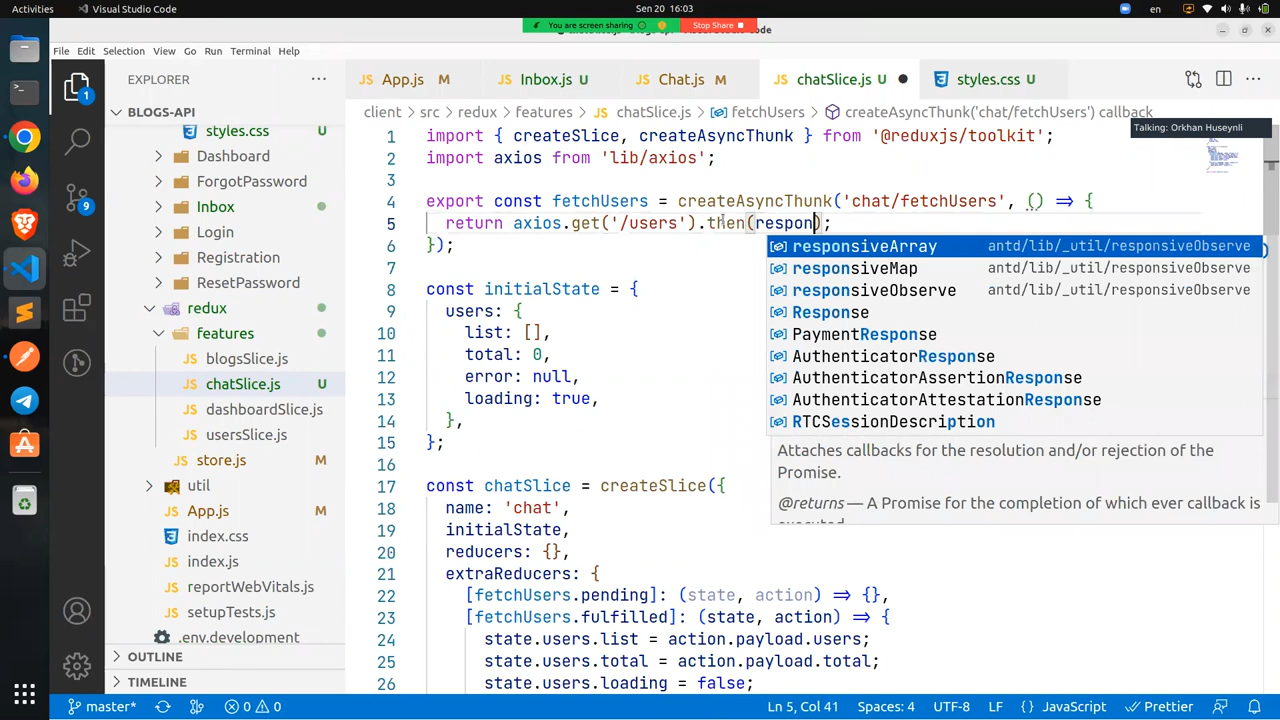 Activities
Visual Studio Code
Sen 20 16:03
en
You are screen sharing
Stop Share
File Edit Selection View Go Run Terminal Help
EXPLORER
BLOGS-API
styles.css U
Dashboard
ForgotPassword
Inbox
Login
Registration
ResetPassword
redux
features
blogsSlice.js
chatSlice.js U
dashboardSlice.js
usersSlice.js
store.js M
util
App.js M
index.css
index.js
reportWebVitals.js
setupTests.js
.env.development
OUTLINE
TIMELINE
1
9
App.js M Inbox.js U Chat.js M chatSlice.js U styles.css U
client > src > redux > features > chatSlice.js > fetchUsers > createAsyncThunk('chat/fetchUsers') callback
Talking: Orkhan Huseynli
1 import { createSlice, createAsyncThunk } from '@reduxjs/toolkit';
2 import axios from 'lib/axios';
3
4 export const fetchUsers = createAsyncThunk('chat/fetchUsers', () => {
5 return axios.get('/users').then(respon);
6 });
7
8 const initialState = {
9 users: {
10 list: [],
11 total: 0,
12 error: null,
13 loading: true,
14 },
15 };
16
17 const chatSlice = createSlice({
18 name: 'chat',
19 initialState,
20 reducers: {},
21 extraReducers: {
22 [fetchUsers.pending]: (state, action) => {},
23 [fetchUsers.fulfilled]: (state, action) => {
24 state.users.list = action.payload.users;
25 state.users.total = action.payload.total;
26 state.users.loading = false;
responsiveArray antd/lib/_util/responsiveObserve
responsiveMap antd/lib/_util/responsiveObserve
responsiveObserve antd/lib/_util/responsiveObserve
Response
PaymentResponse
AuthenticatorResponse
AuthenticatorAssertionResponse
AuthenticatorAttestationResponse
RTCSessionDescription
Attaches callbacks for the resolution and/or rejection of the
Promise.
@returns — A Promise for the completion of which ever callback is
executed.
master* 0 0 Ln 5, Col 41 Spaces: 4 UTF-8 LF {} JavaScript Prettier